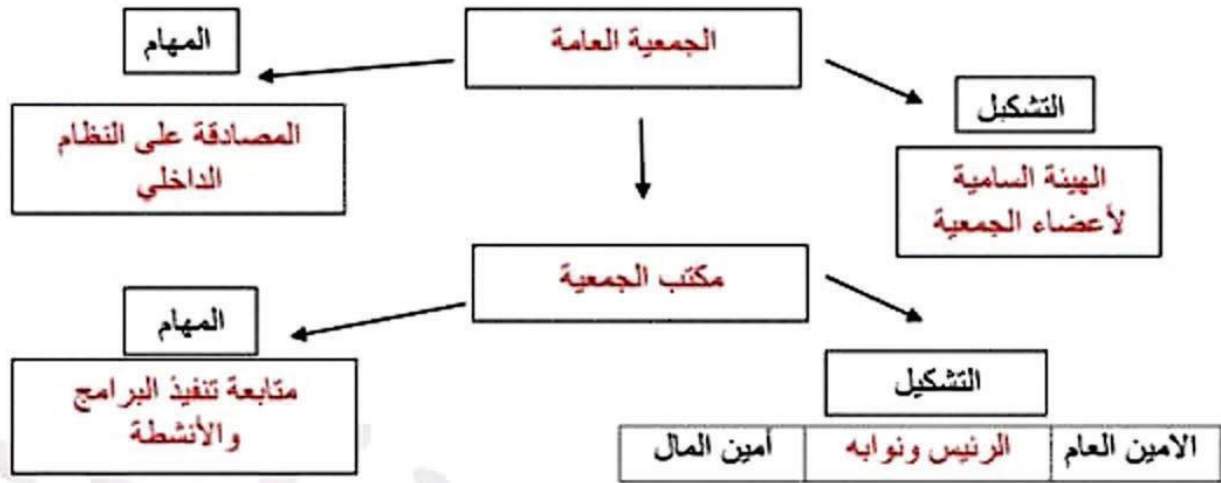 الجمعية العامة
المهام
المصادقة على النظام
الداخلي
التشكبل
الهيئة السامية
لأعضاء الجمعية
مكتب الجمعية
المهام
متابعة تنفيذ البرامج
والأنشطة
التشكيل
الامين العام
الرئيس ونوابه
أمين المال